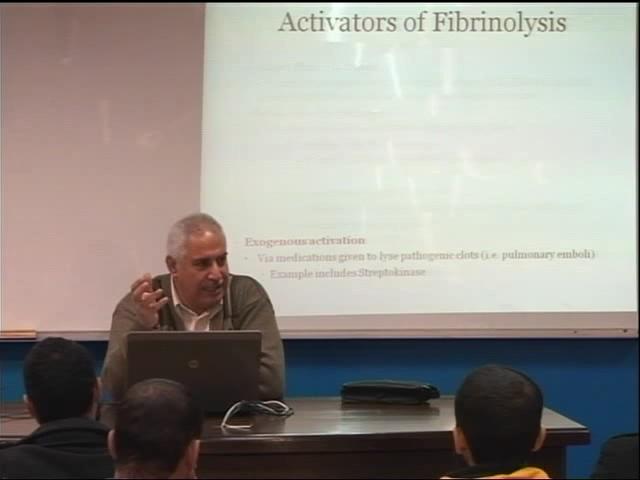 Activators of Fibrinolysis
Exogenous activation
• Via medications given to lyse pathogenic clots (i.e. pulmonary emboli)
• Example includes Streptokinase